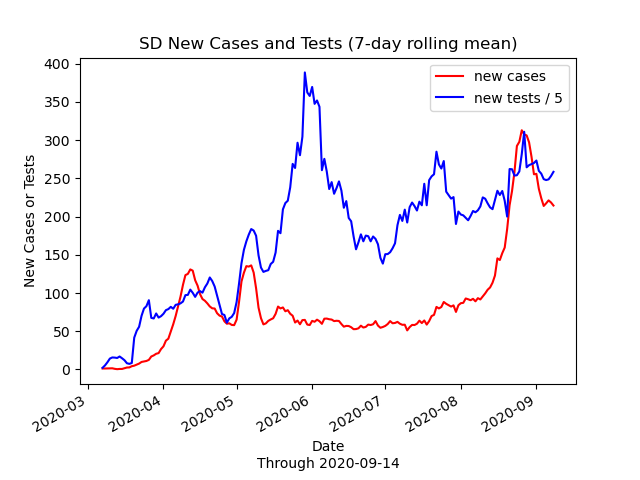 SD New Cases and Tests (7-day rolling mean)
new cases
new tests / 5
New Cases or Tests
400
350
300
250
200
150
100
50
0
2020-03
2020-04
2020-05
2020-06
2020-07
2020-08
2020-09
Date
Through 2020-09-14